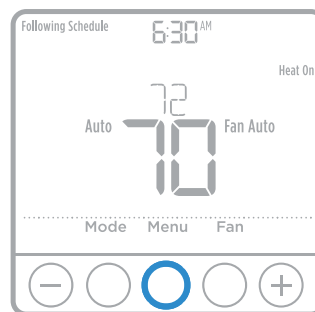 Following Schedule 6:30 AM
Heat On
72
Auto 70 Fan Auto
Mode Menu Fan
− +